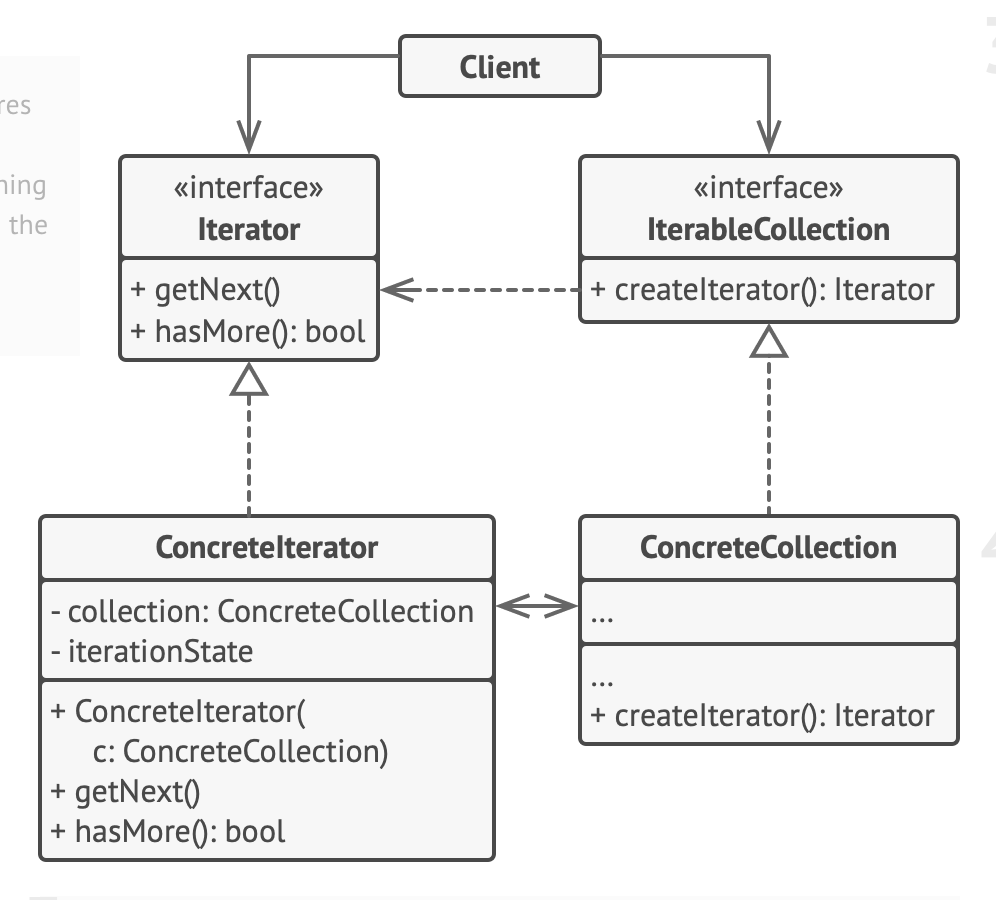 Client
res
ning
the
«interface»
Iterator
+ getNext()
+ hasMore(): bool
«interface»
IterableCollection
+ createIterator(): Iterator
ConcreteIterator
- collection: ConcreteCollection
- iterationState
+ ConcreteIterator(
c: ConcreteCollection)
+ getNext()
+ hasMore(): bool
ConcreteCollection
...
...
+ createIterator(): Iterator